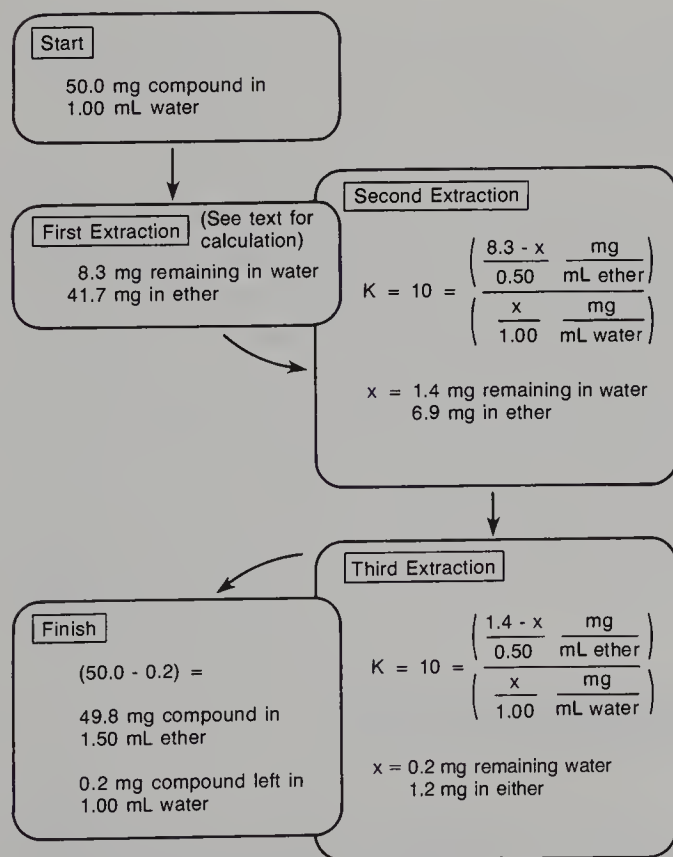 Start
50.0 mg compound in
1.00 mL water
First Extraction (See text for
calculation)
8.3 mg remaining in water
41.7 mg in ether
Second Extraction
K = 10 = ( (8.3 - x / 0.50) (mg / mL ether) ) / ( (x / 1.00) (mg / mL water) )
x = 1.4 mg remaining in water
6.9 mg in ether
Third Extraction
K = 10 = ( (1.4 - x / 0.50) (mg / mL ether) ) / ( (x / 1.00) (mg / mL water) )
x = 0.2 mg remaining water
1.2 mg in either
Finish
(50.0 - 0.2) =
49.8 mg compound in
1.50 mL ether
0.2 mg compound left in
1.00 mL water